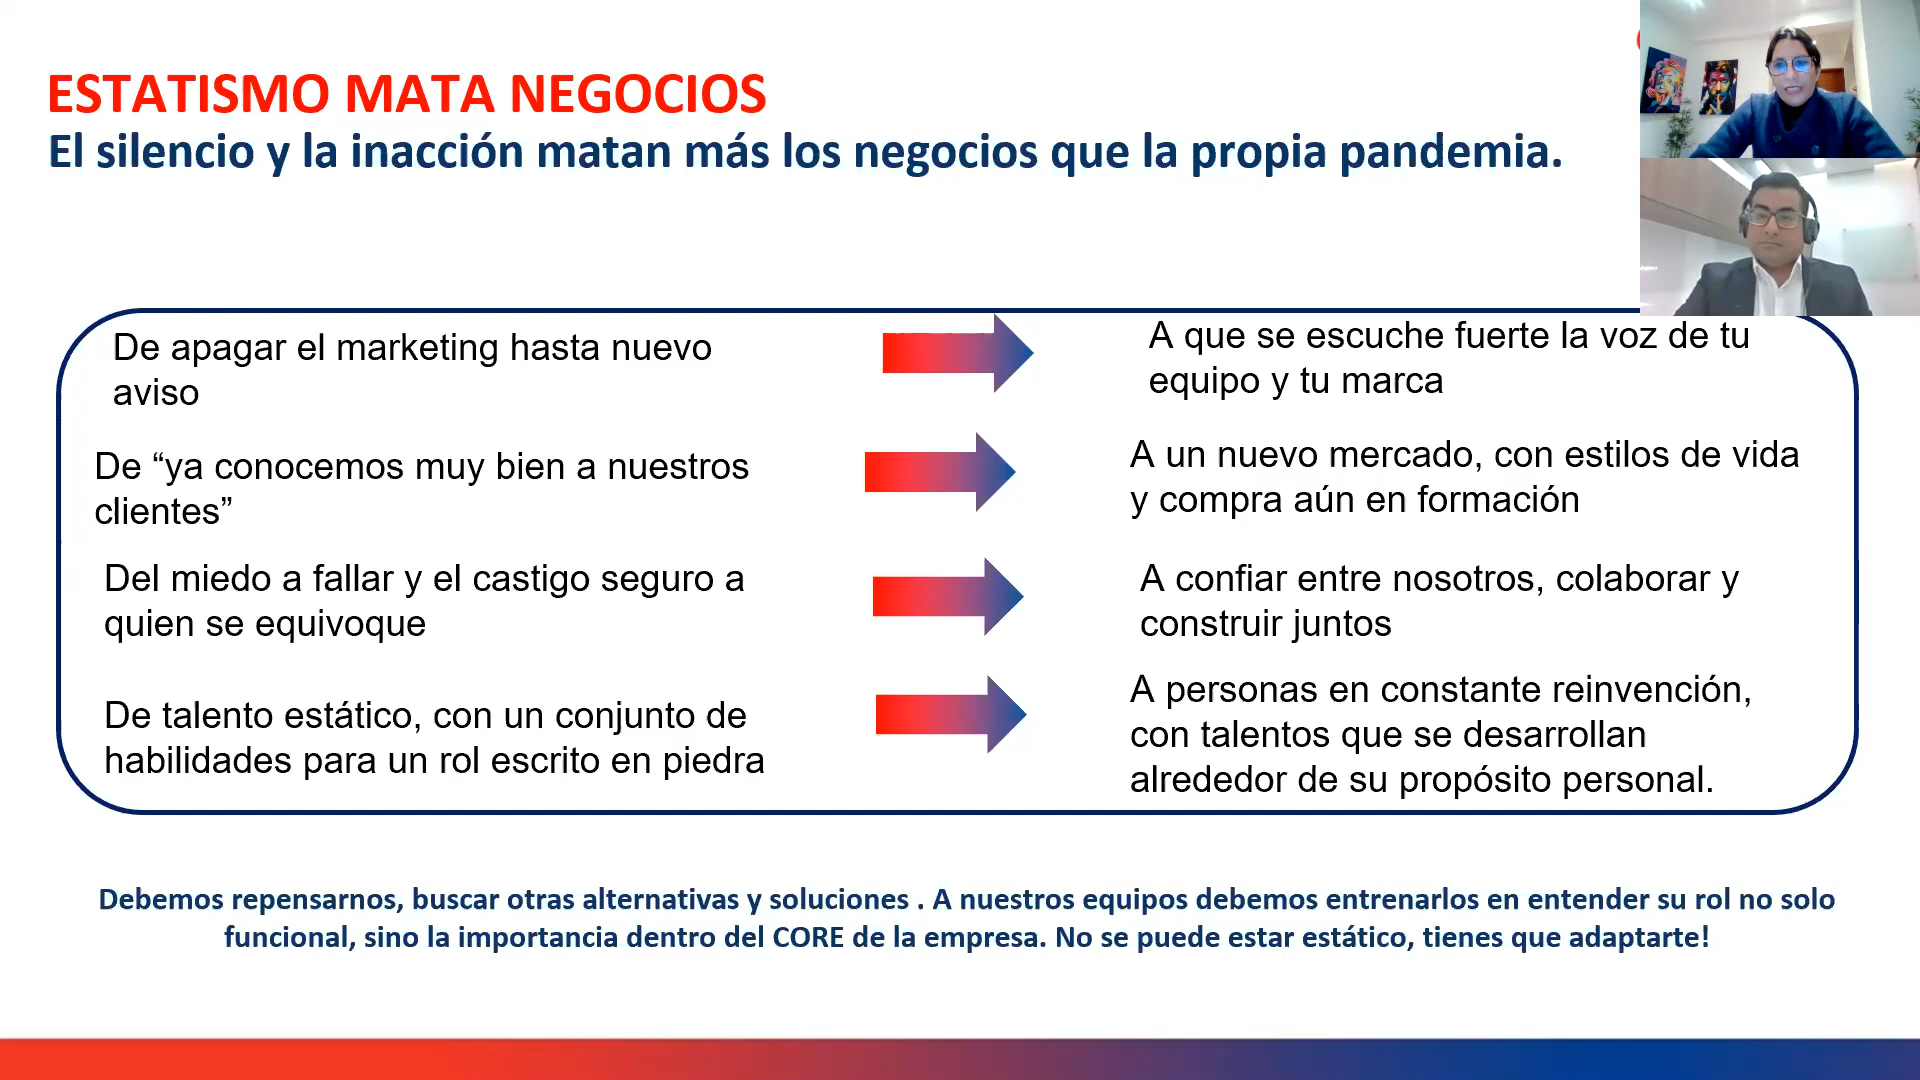 ESTATISMO MATA NEGOCIOS
El silencio y la inacción matan más los negocios que la propia pandemia.
De apagar el marketing hasta nuevo
aviso
A que se escuche fuerte la voz de tu
equipo y tu marca
De “ya conocemos muy bien a nuestros
clientes”
A un nuevo mercado, con estilos de vida
y compra aún en formación
Del miedo a fallar y el castigo seguro a
quien se equivoque
A confiar entre nosotros, colaborar y
construir juntos
De talento estático, con un conjunto de
habilidades para un rol escrito en piedra
A personas en constante reinvención,
con talentos que se desarrollan
alrededor de su propósito personal.
Debemos repensarnos, buscar otras alternativas y soluciones . A nuestros equipos debemos entrenarlos en entender su rol no solo
funcional, sino la importancia dentro del CORE de la empresa. No se puede estar estático, tienes que adaptarte!